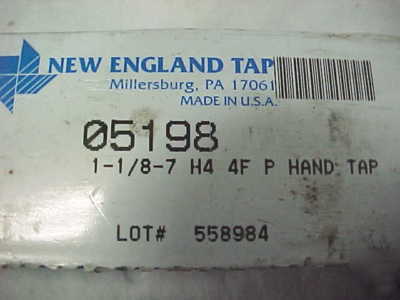 NEW ENGLAND TAP
Millersburg, PA 17061
MADE IN U.S.A.
05198
1-1/8-7 H4 4F P HAND TAP
LOT# 558984